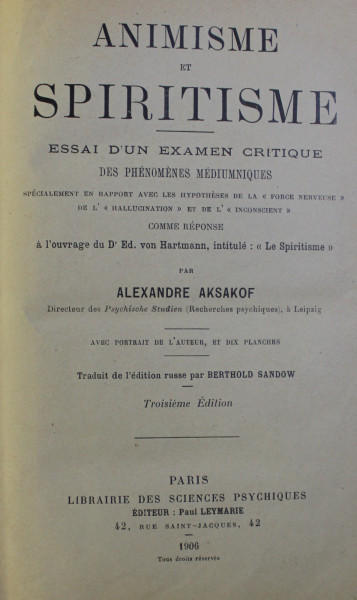 ANIMISME
ET
SPIRITISME
ESSAI D'UN EXAMEN CRITIQUE
DES PHÉNOMÈNES MÉDIUMNIQUES
SPÉCIALEMENT EN RAPPORT AVEC LES HYPOTHÈSES DE LA « FORCE NERVEUSE »
DE L' « HALLUCINATION » ET DE L' « INCONSCIENT »
COMME RÉPONSE
à l'ouvrage du Dr Ed. von Hartmann, intitulé : « Le Spiritisme »
PAR
ALEXANDRE AKSAKOF
Directeur des Psychische Studien (Recherches psychiques), à Leipzig
AVEC PORTRAIT DE L'AUTEUR, ET DIX PLANCHES
Traduit de l'édition russe par BERTHOLD SANDOW
Troisième Édition
PARIS
LIBRAIRIE DES SCIENCES PSYCHIQUES
ÉDITEUR : Paul LEYMARIE
42, RUE SAINT-JACQUES, 42
1906
Tous droits réservés